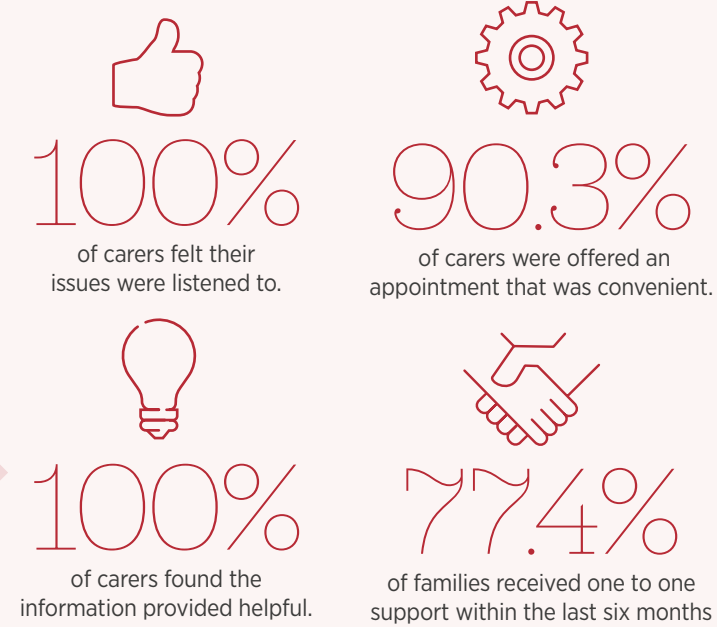 100%
of carers felt their
issues were listened to.
90.3%
of carers were offered an
appointment that was convenient.
100%
of carers found the
information provided helpful.
77.4%
of families received one to one
support within the last six months